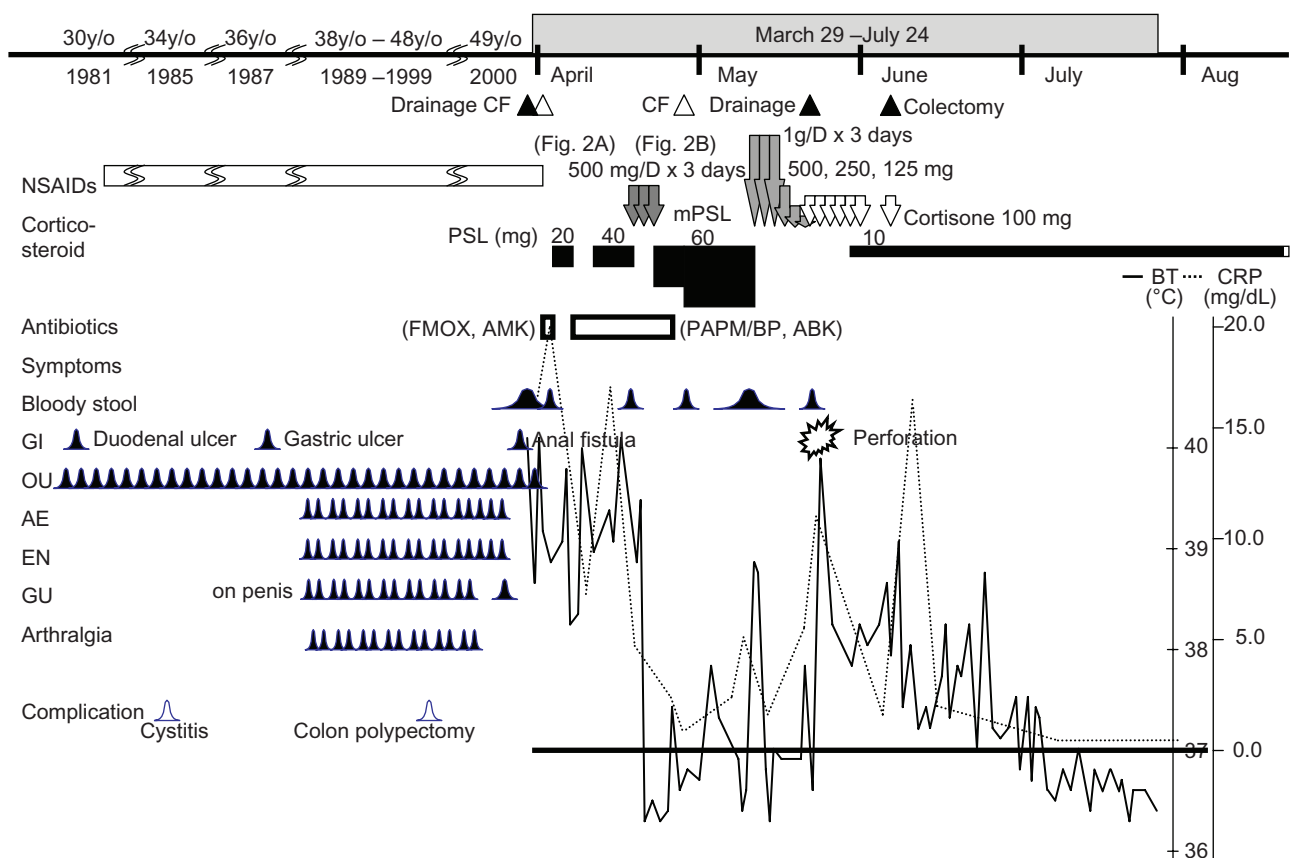 30y/o 34y/o 36y/o 38y/o – 48y/o 49y/o March 29 –July 24
1981 1985 1987 1989 –1999 2000 April May June July Aug
Drainage CF CF Drainage Colectomy
(Fig. 2A) (Fig. 2B) 1g/D x 3 days
500 mg/D x 3 days 500, 250, 125 mg
NSAIDs
mPSL Cortisone 100 mg
Cortico-
steroid
PSL (mg) 20 40 60 10
BT CRP
(°C) (mg/dL)
Antibiotics (FMOX, AMK) (PAPM/BP, ABK) 20.0
Symptoms
Bloody stool
15.0
GI Duodenal ulcer Gastric ulcer Anal fistula Perforation 40
OU
AE 10.0
EN 39
GU on penis
Arthralgia 5.0
38
Complication
Cystitis Colon polypectomy
37 0.0
36